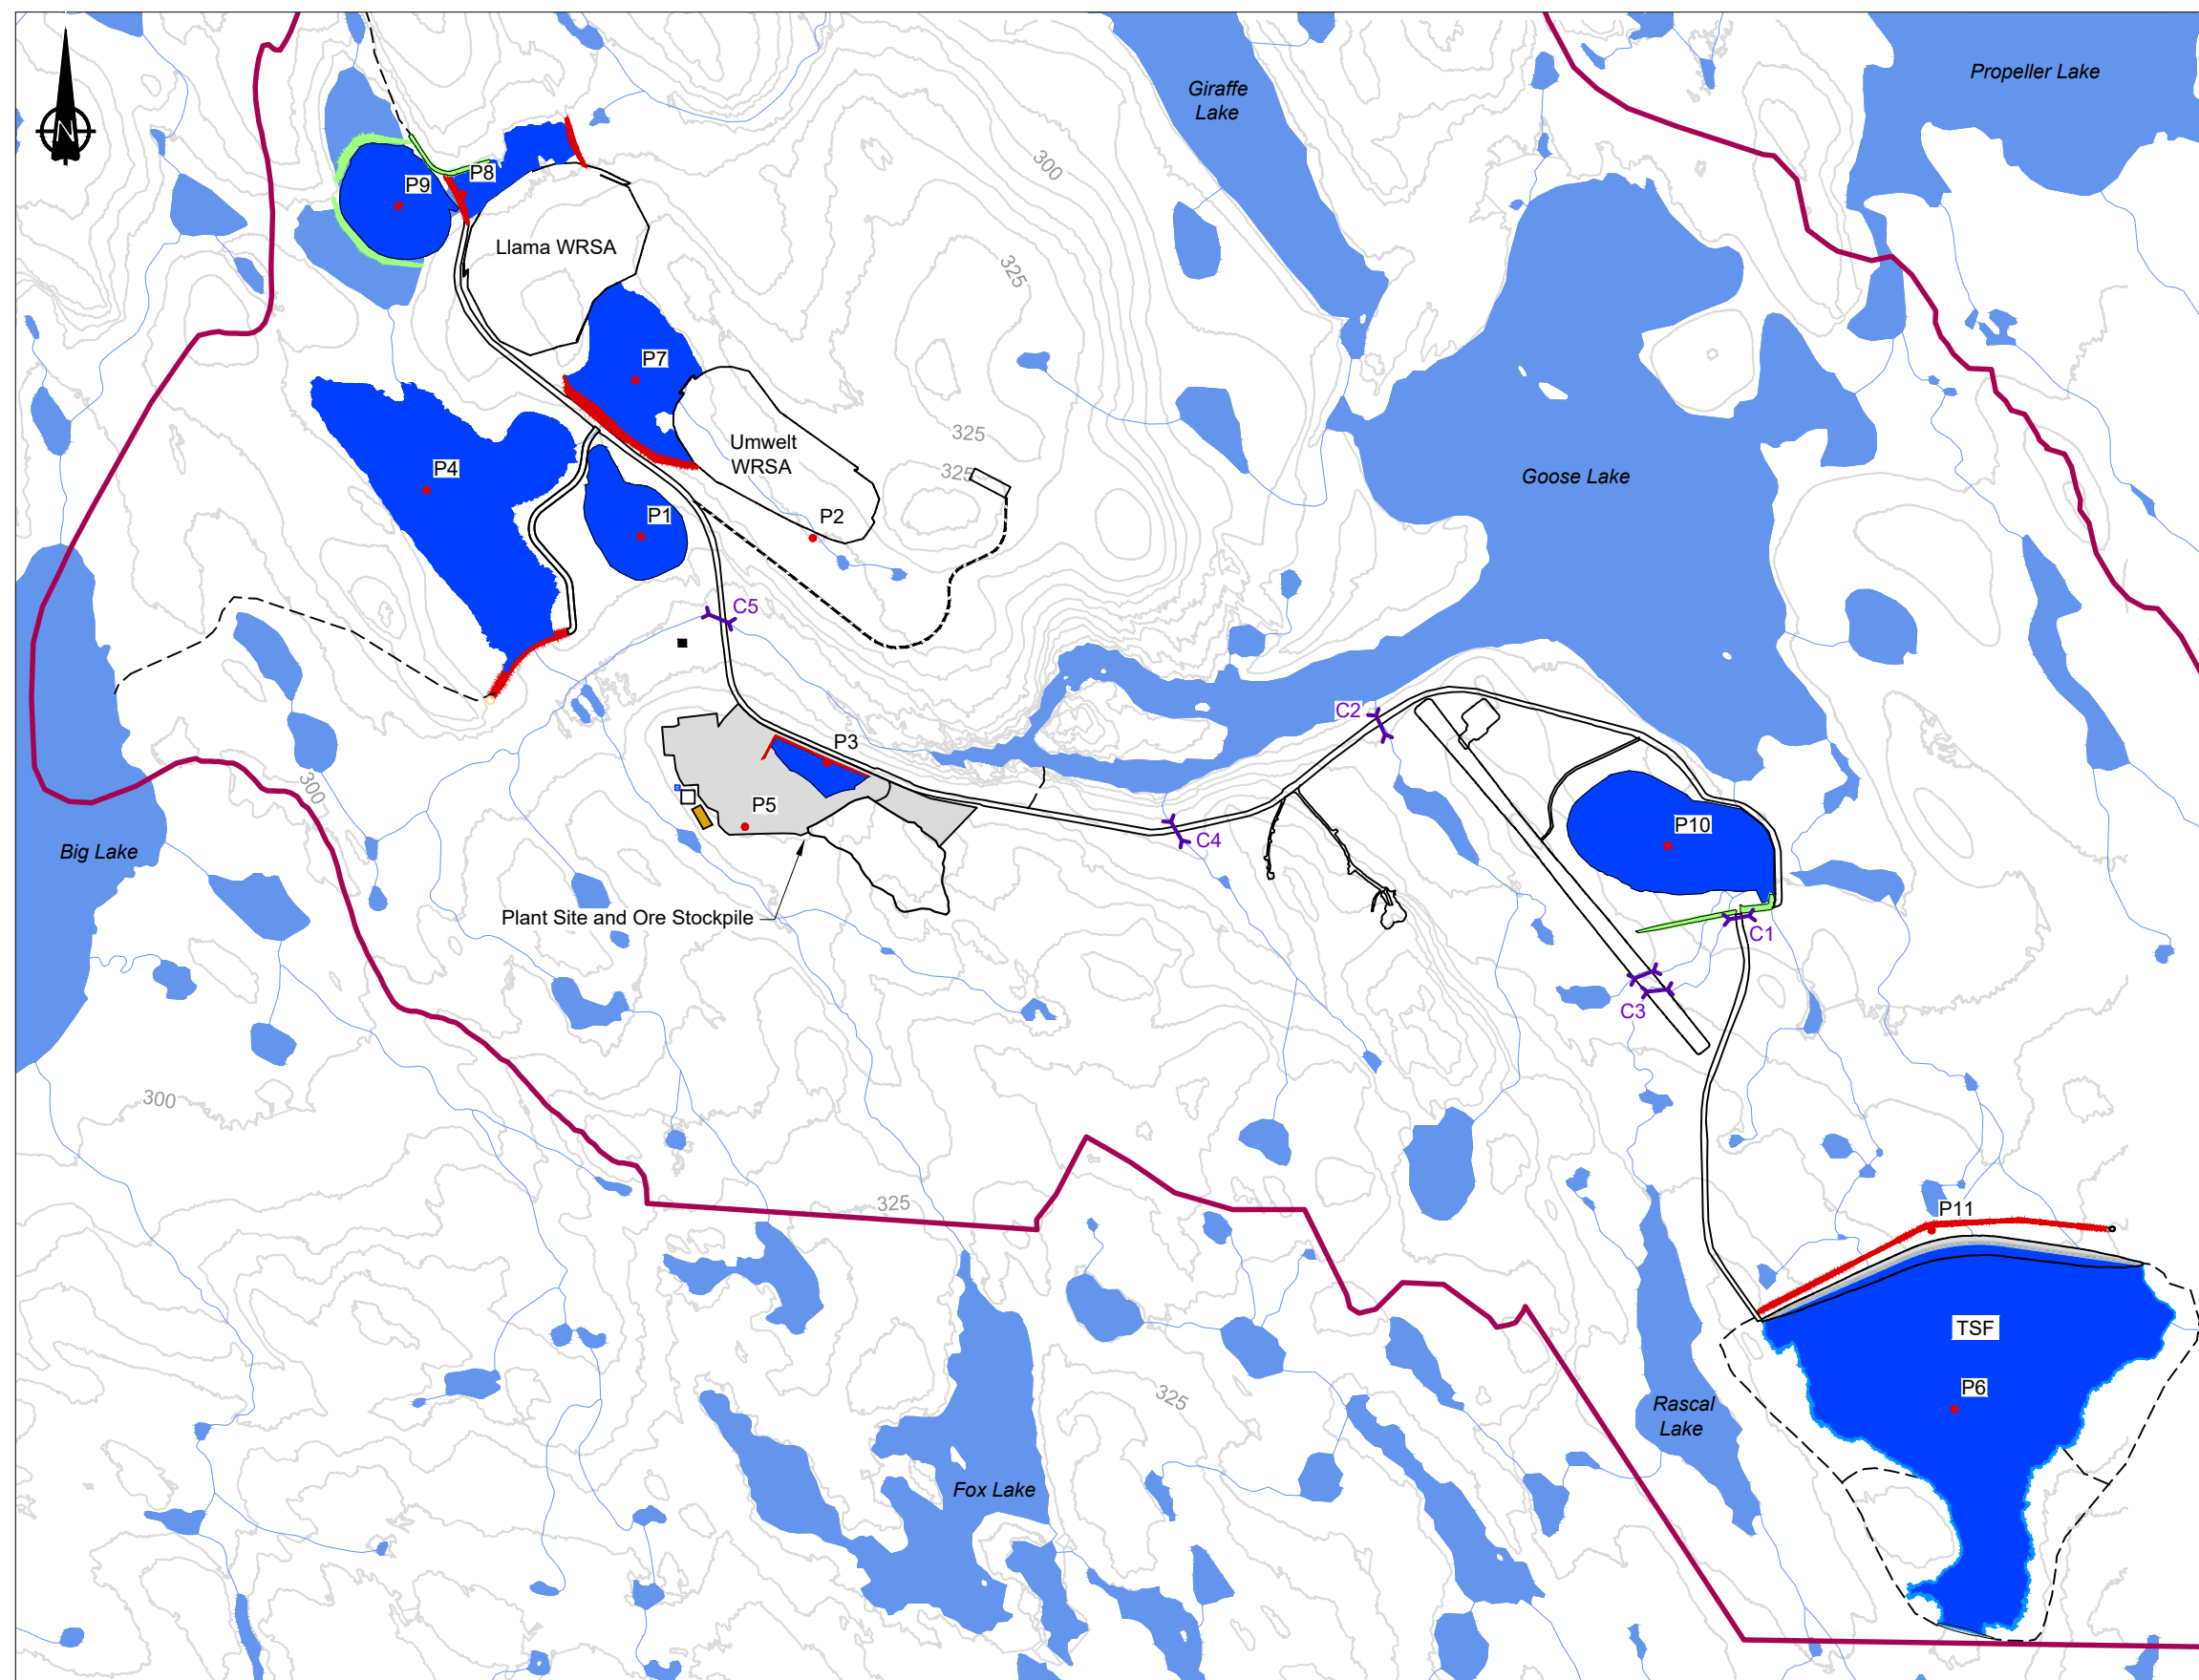 Propeller Lake
Giraffe
Lake
N
300
P8
P9
Llama WRSA
325
P7
325
Umwelt
WRSA
325
P4
Goose Lake
P1
P2
C5
C2
P3
300
P5
P10
C4
Big Lake
Plant Site and Ore Stockpile
C1
C3
300
325
P11
TSF
P6
325
Rascal
Lake
Fox Lake